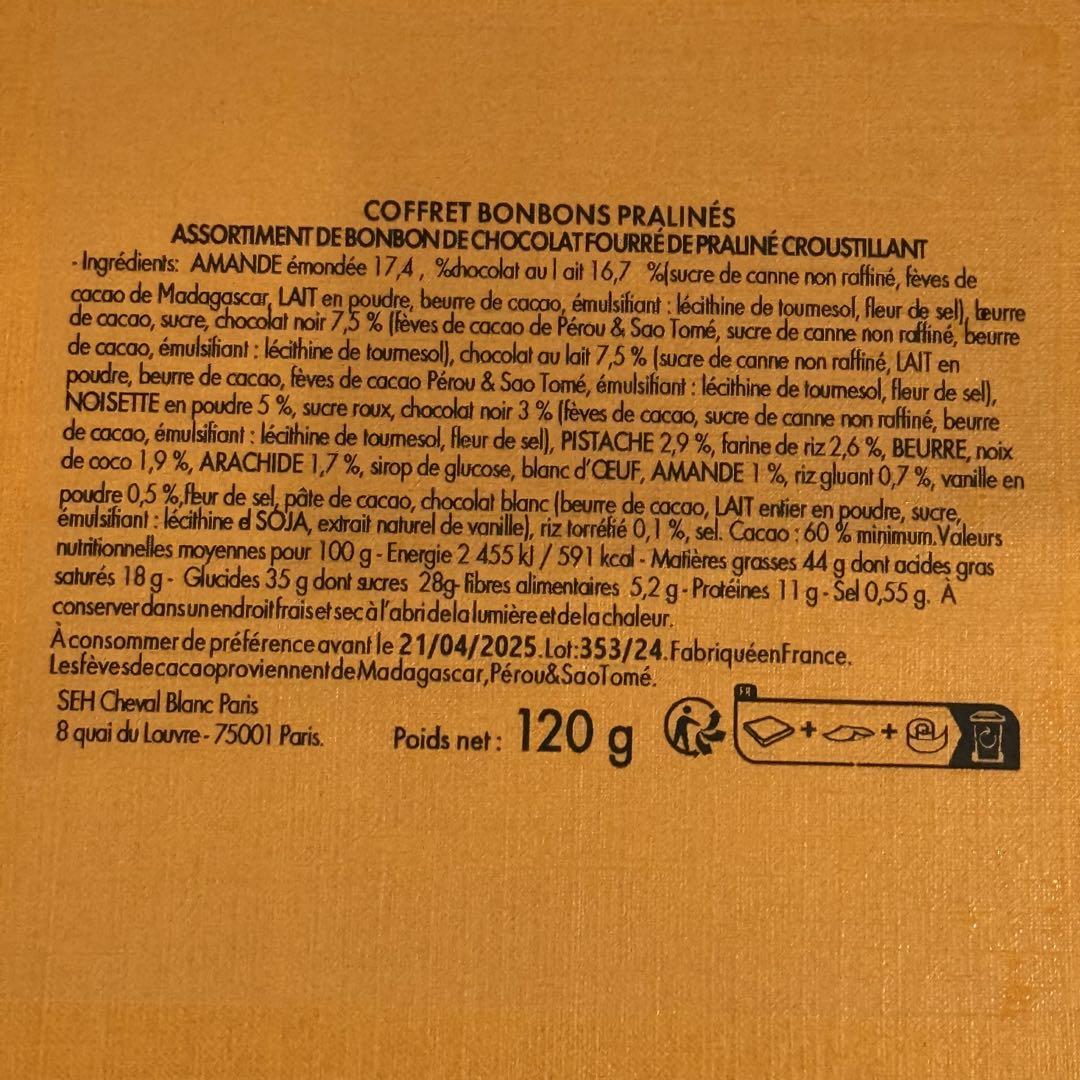 COFFRET BONBONS PRALINÉS
ASSORTIMENT DE BONBON DE CHOCOLAT FOURRÉ DE PRALINÉ CROUSTILLANT
- Ingrédients: AMANDE émondée 17,4 , %chocolat au l ait 16,7 %(sucre de canne non raffiné, fèves de
cacao de Madagascar, LAIT en poudre, beurre de cacao, émulsifiant : lécithine de tournesol, fleur de sel), beurre
de cacao, sucre, chocolat noir 7,5 % (fèves de cacao de Pérou & Sao Tomé, sucre de canne non raffiné, beurre
de cacao, émulsifiant : lécithine de tournesol), chocolat au lait 7,5 % (sucre de canne non raffiné, LAIT en
poudre, beurre de cacao, fèves de cacao Pérou & Sao Tomé, émulsifiant : lécithine de tournesol, fleur de sel),
NOISETTE en poudre 5 %, sucre roux, chocolat noir 3 % (fèves de cacao, sucre de canne non raffiné, beurre
de cacao, émulsifiant : lécithine de tournesol, fleur de sel), PISTACHE 2,9 %, farine de riz 2,6 %, BEURRE, noix
de coco 1,9 %, ARACHIDE 1,7 %, sirop de glucose, blanc d'ŒUF, AMANDE 1 %, riz gluant 0,7 %, vanille en
poudre 0,5 %,fleur de sel, pâte de cacao, chocolat blanc (beurre de cacao, LAIT entier en poudre, sucre,
émulsifiant : lécithine d SOJA, extrait naturel de vanille), riz torréfié 0,1 %, sel. Cacao : 60 % minimum.Valeurs
nutritionnelles moyennes pour 100 g - Energie 2 455 kJ / 591 kcal - Matières grasses 44 g dont acides gras
saturés 18 g - Glucides 35 g dont sucres 28g- fibres alimentaires 5,2 g - Protéines 11 g - Sel 0,55 g. À
conserver dans un endroit frais et sec à l'abri de la lumière et de la chaleur.
À consommer de préférence avant le 21/04/2025.Lot:353/24.Fabriquée en France.
Les fèves de cacao proviennent de Madagascar, Pérou & Sao Tomé.
SEH Cheval Blanc Paris
8 quai du Louvre - 75001 Paris.
Poids net : 120 g
FR